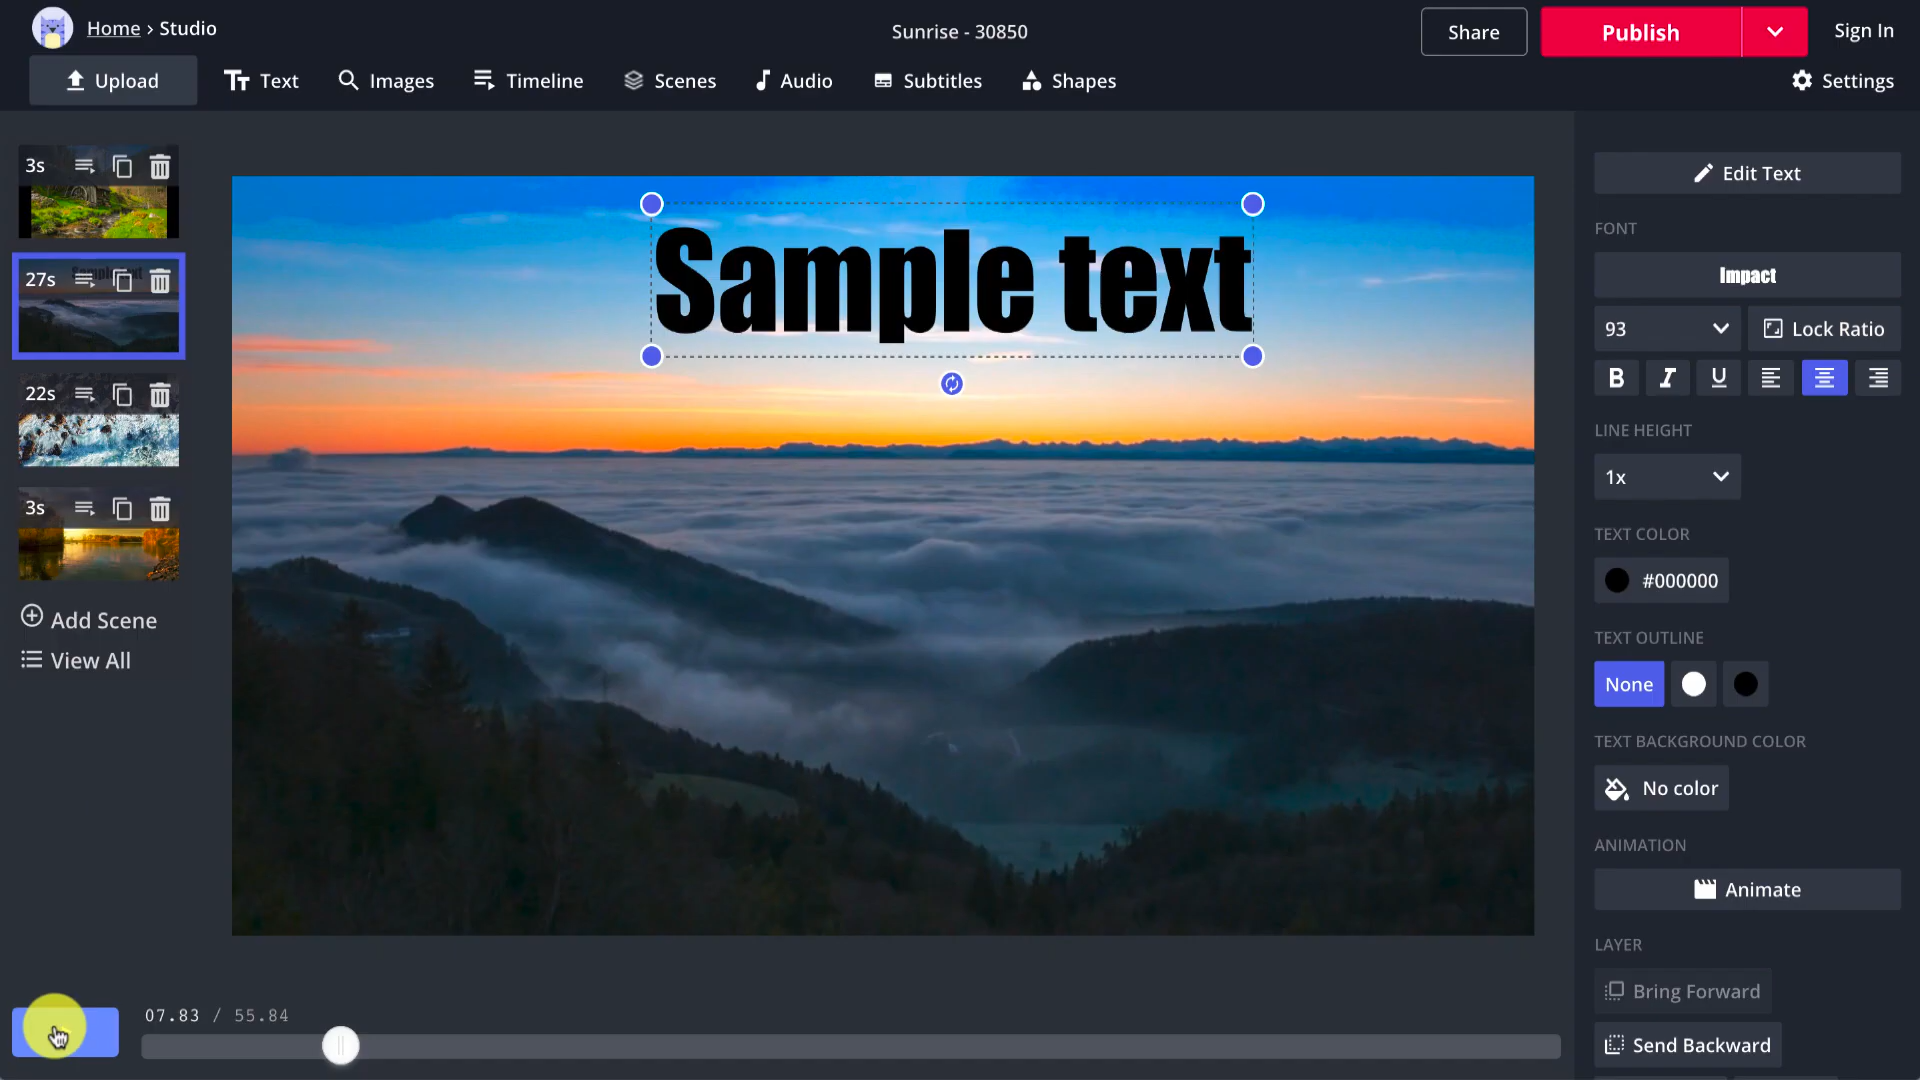 Home › Studio
Sunrise - 30850
Share
Publish
Sign In
Upload
Text
Images
Timeline
Scenes
Audio
Subtitles
Shapes
Settings
3s
27s
22s
3s
Add Scene
View All
Sample text
07.83 / 55.84
Edit Text
FONT
Impact
93
Lock Ratio
B I U
LINE HEIGHT
1x
TEXT COLOR
#000000
TEXT OUTLINE
None
TEXT BACKGROUND COLOR
No color
ANIMATION
Animate
LAYER
Bring Forward
Send Backward